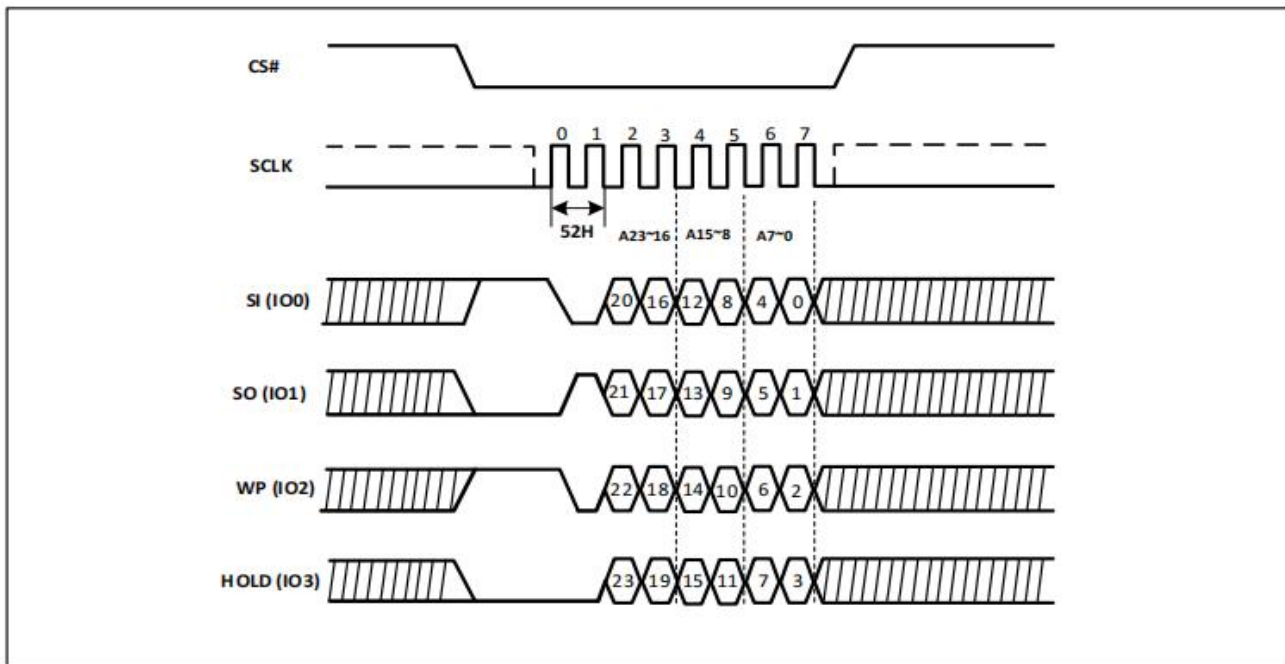 CS#
0 1 2 3 4 5 6 7
SCLK
52H A23~16 A15~8 A7~0
SI (IO0) 20 16 12 8 4 0
SO (IO1) 21 17 13 9 5 1
WP (IO2) 22 18 14 10 6 2
HOLD (IO3) 23 19 15 11 7 3